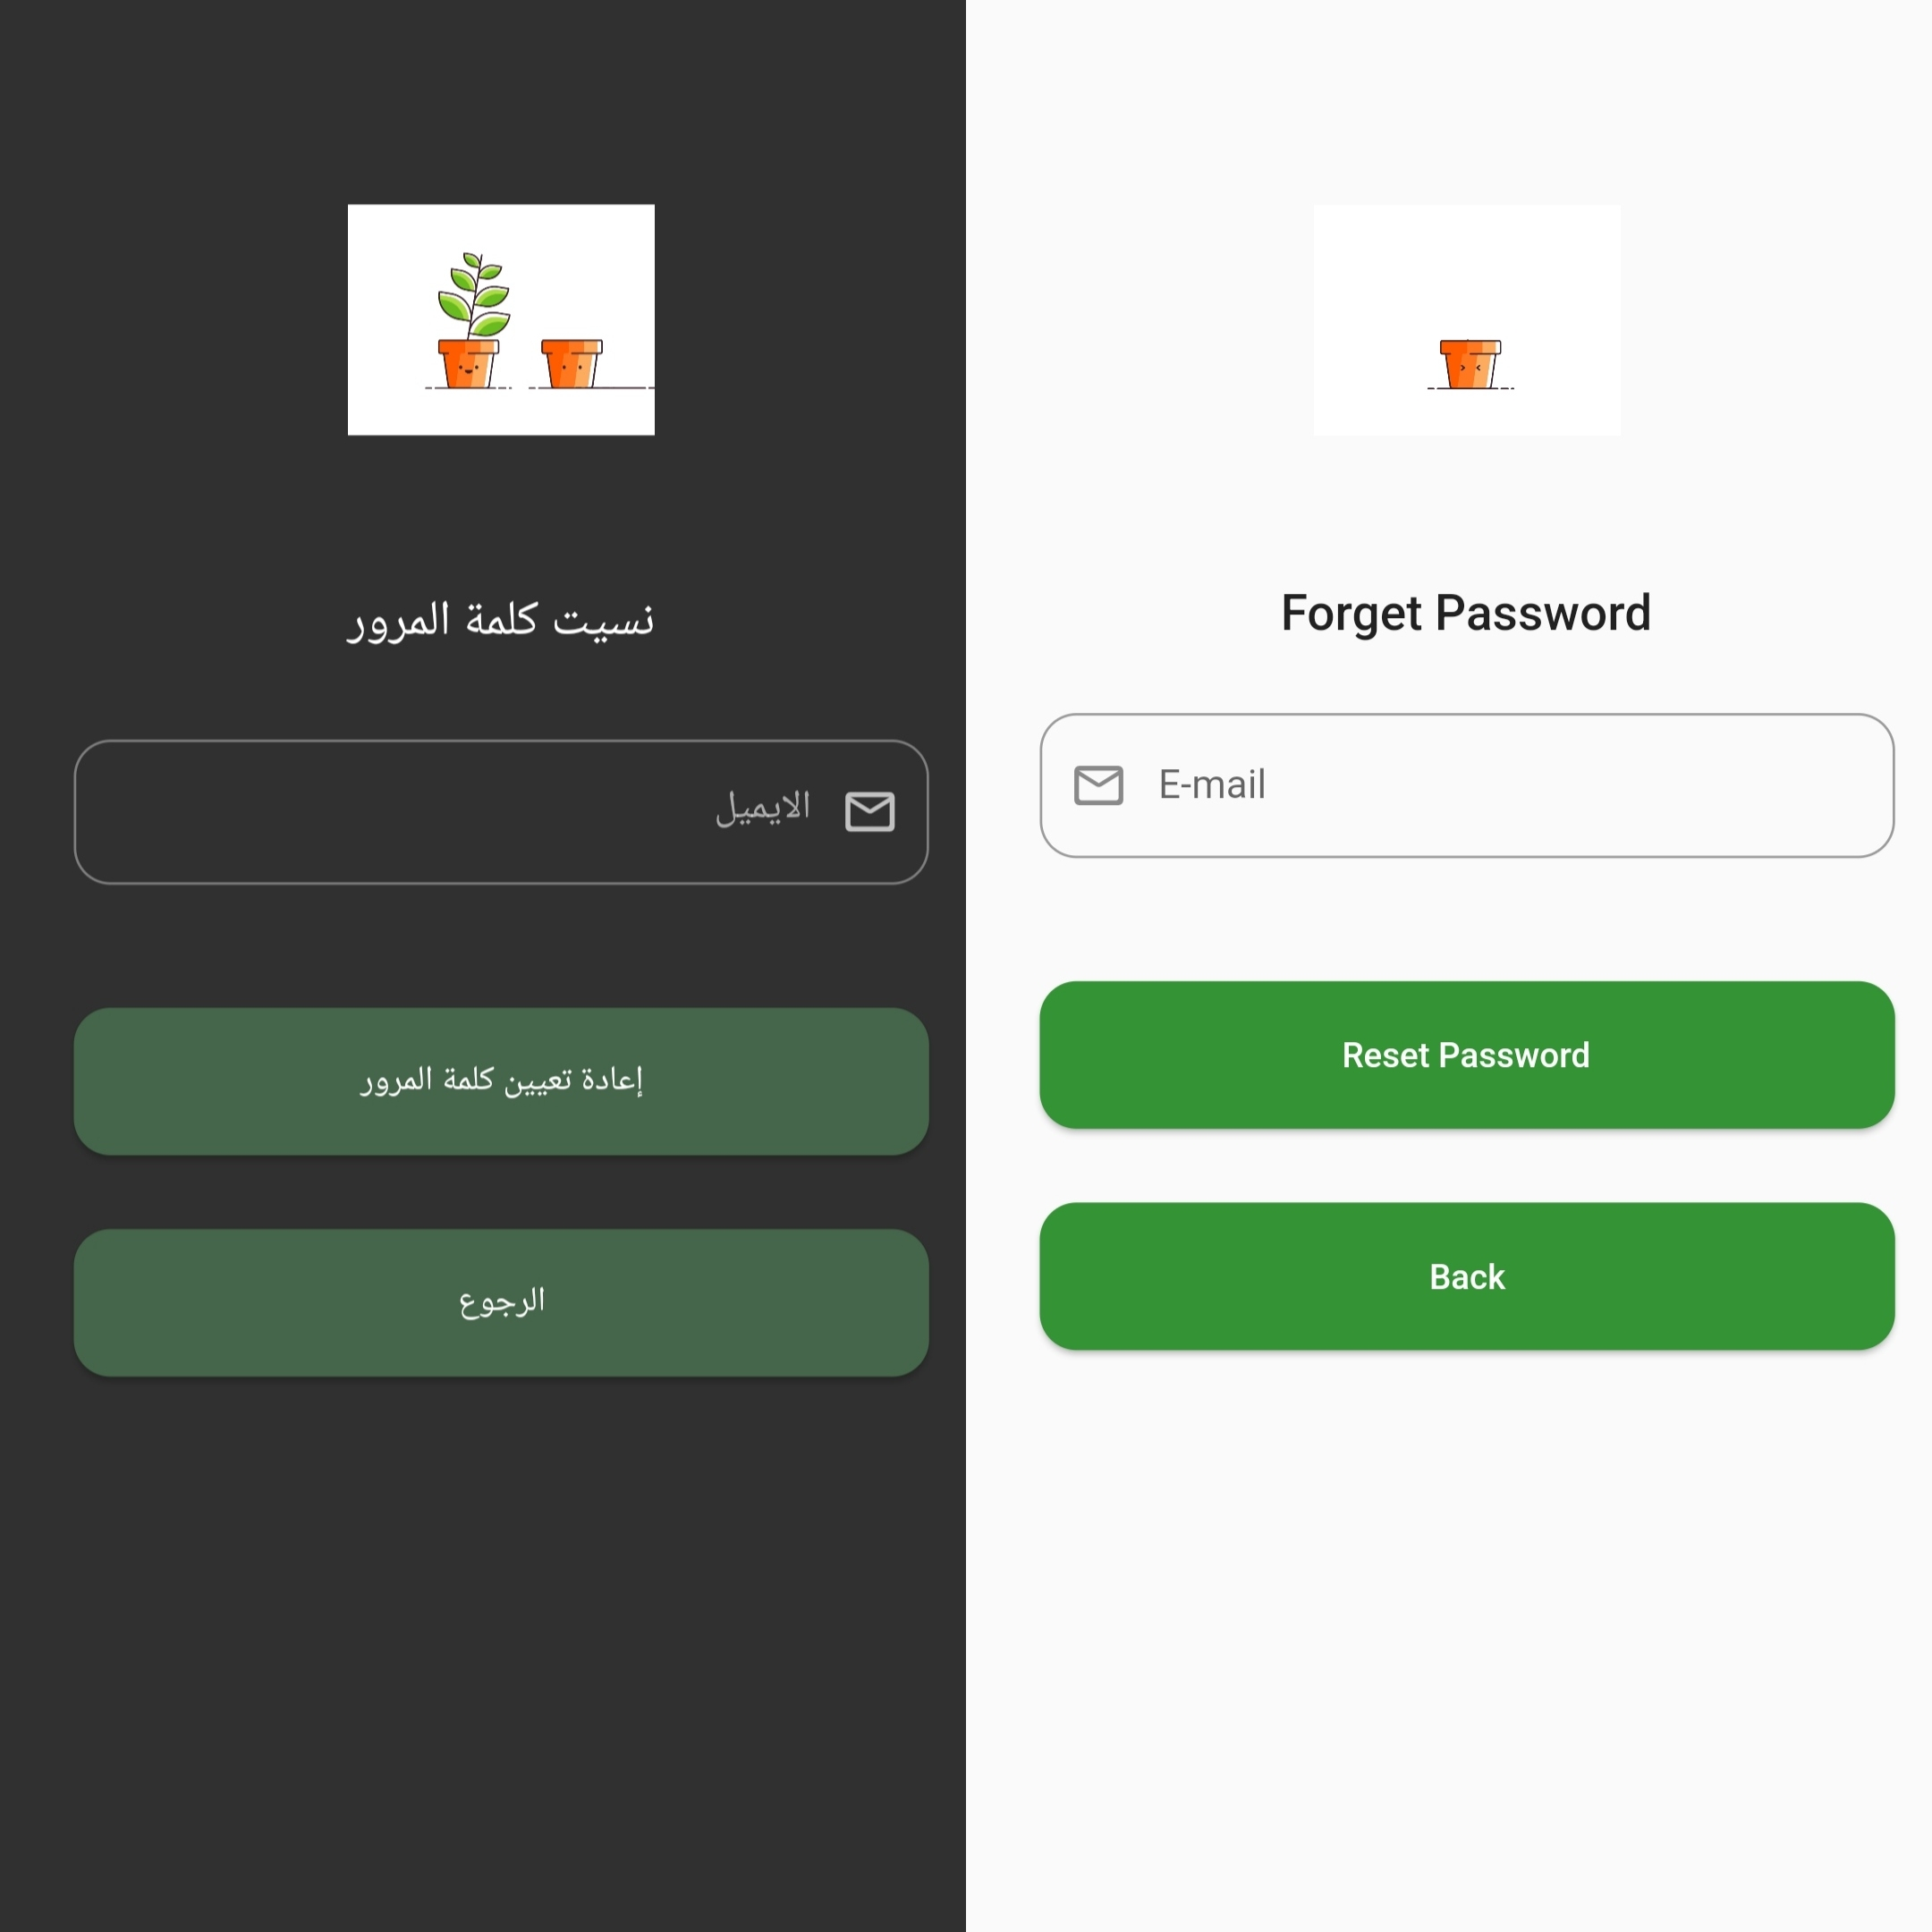 نسيت كلمة المرور
الايميل
إعادة تعيين كلمة المرور
الرجوع
Forget Password
E-mail
Reset Password
Back